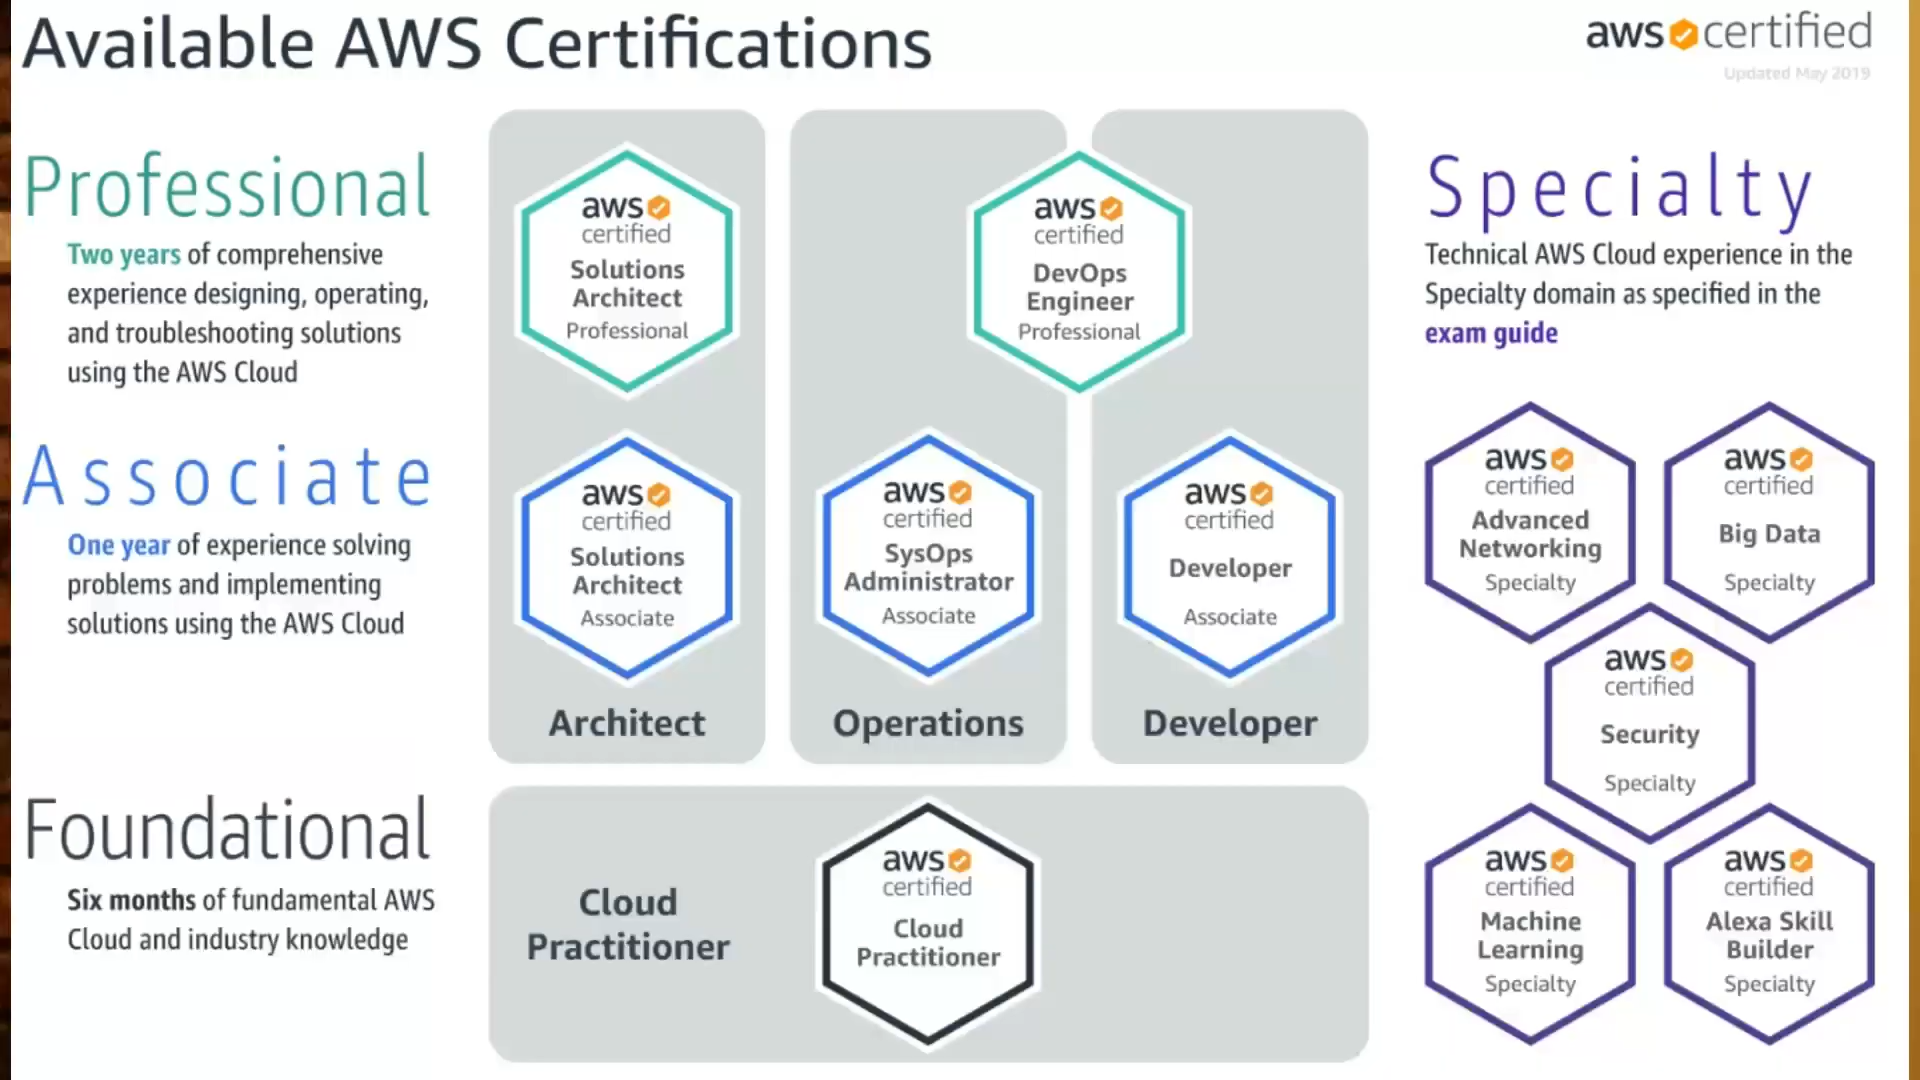 Available AWS Certifications
aws certified
Updated May 2019
Professional
Two years of comprehensive
experience designing, operating,
and troubleshooting solutions
using the AWS Cloud
Associate
One year of experience solving
problems and implementing
solutions using the AWS Cloud
Foundational
Six months of fundamental AWS
Cloud and industry knowledge
aws
certified
Solutions
Architect
Professional
aws
certified
DevOps
Engineer
Professional
aws
certified
Solutions
Architect
Associate
aws
certified
SysOps
Administrator
Associate
aws
certified
Developer
Associate
Architect
Operations
Developer
Cloud
Practitioner
aws
certified
Cloud
Practitioner
Specialty
Technical AWS Cloud experience in the
Specialty domain as specified in the
exam guide
aws
certified
Advanced
Networking
Specialty
aws
certified
Big Data
Specialty
aws
certified
Security
Specialty
aws
certified
Machine
Learning
Specialty
aws
certified
Alexa Skill
Builder
Specialty